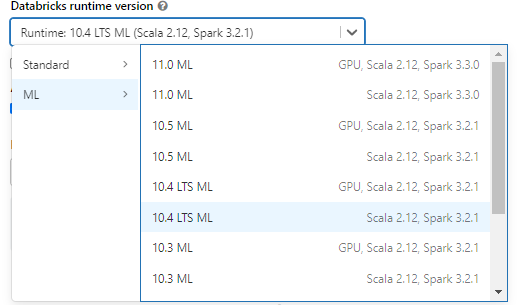 Databricks runtime version
Runtime: 10.4 LTS ML (Scala 2.12, Spark 3.2.1)
Standard
ML
11.0 ML GPU, Scala 2.12, Spark 3.3.0
11.0 ML Scala 2.12, Spark 3.3.0
10.5 ML GPU, Scala 2.12, Spark 3.2.1
10.5 ML Scala 2.12, Spark 3.2.1
10.4 LTS ML GPU, Scala 2.12, Spark 3.2.1
10.4 LTS ML Scala 2.12, Spark 3.2.1
10.3 ML GPU, Scala 2.12, Spark 3.2.1
10.3 ML Scala 2.12, Spark 3.2.1